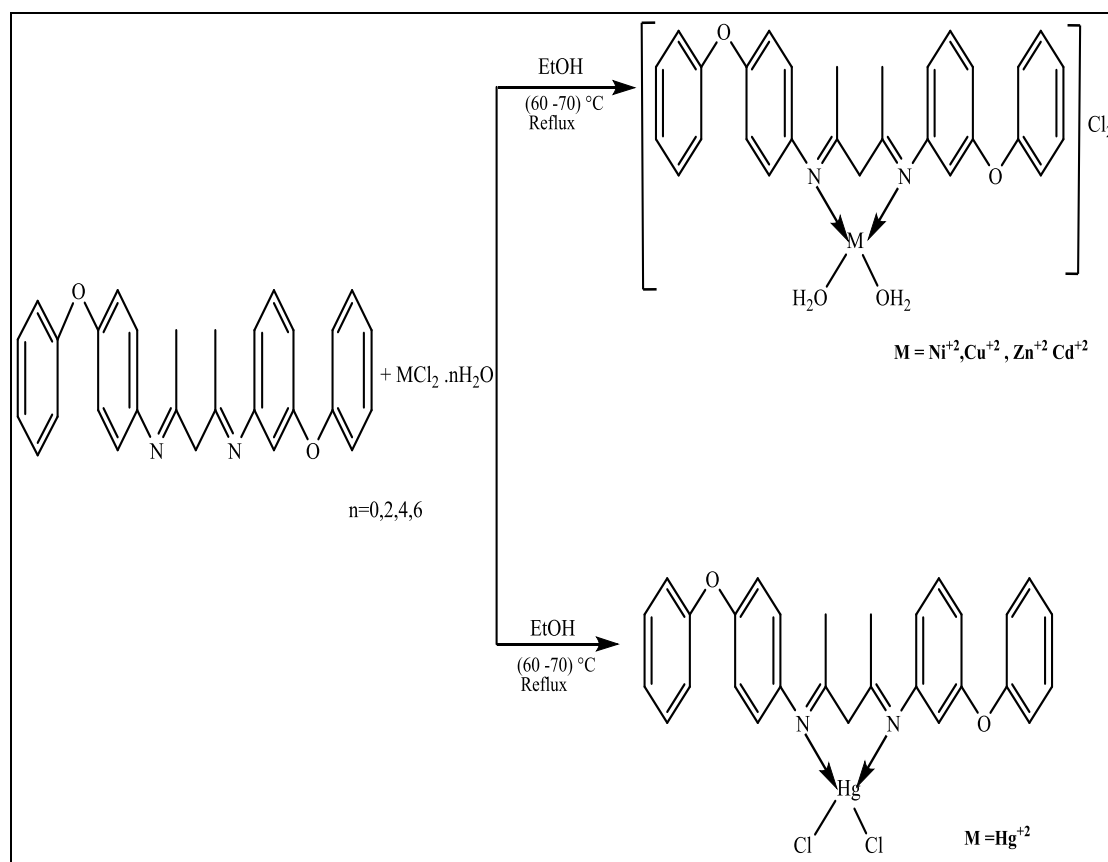 O
EtOH
(60 -70) °C
Reflux
N
N
O
Cl₂
M
H₂O
OH₂
M = Ni⁺²,Cu⁺² , Zn⁺² Cd⁺²
O
+ MCl₂ .nH₂O
N
N
O
n=0,2,4,6
O
EtOH
(60 -70) °C
Reflux
N
N
O
Hg
Cl
Cl
M =Hg⁺²